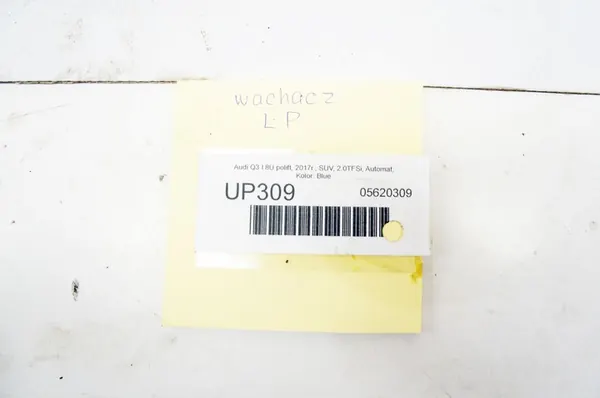 wachacz
L P
Audi Q3 I 8U polift, 2017r., SUV, 2.0TFSi, Automat,
Kolor: Blue
UP309 05620309